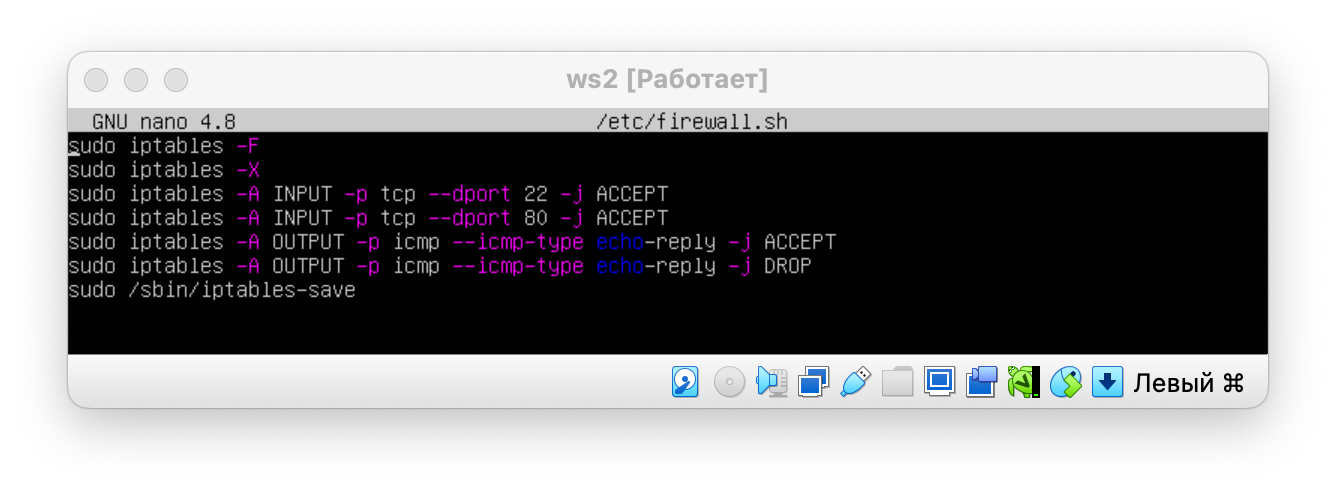 ws2 [Работает]
GNU nano 4.8 /etc/firewall.sh
sudo iptables -F
sudo iptables -X
sudo iptables -A INPUT -p tcp --dport 22 -j ACCEPT
sudo iptables -A INPUT -p tcp --dport 80 -j ACCEPT
sudo iptables -A OUTPUT -p icmp --icmp-type echo-reply -j ACCEPT
sudo iptables -A OUTPUT -p icmp --icmp-type echo-reply -j DROP
sudo /sbin/iptables-save
Левый ⌘